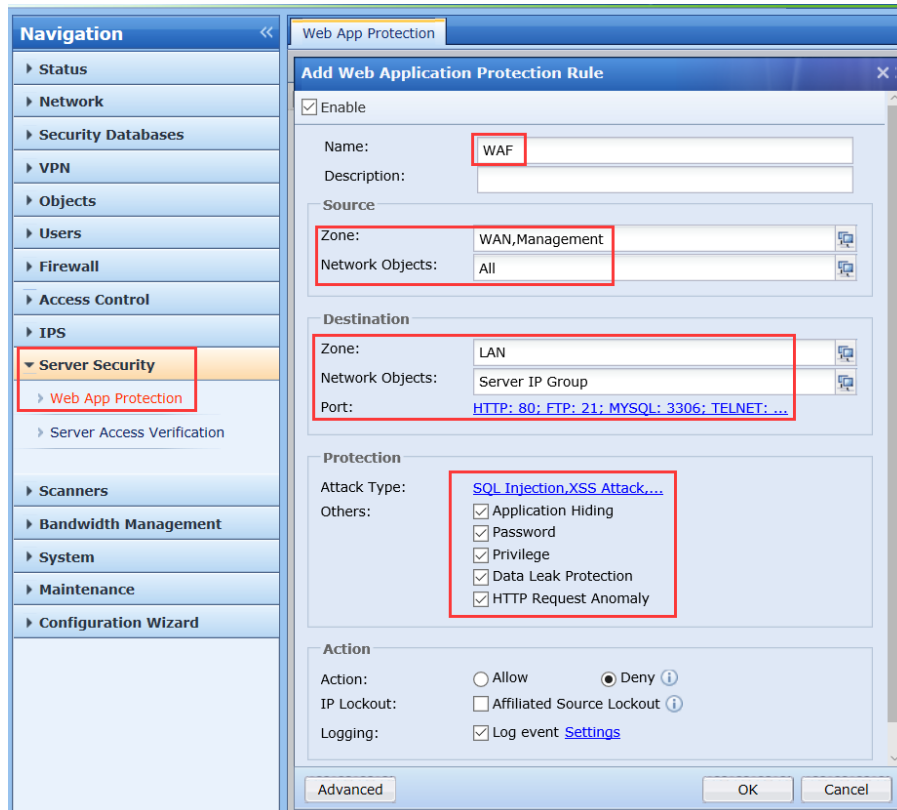 Navigation
Status
Network
Security Databases
VPN
Objects
Users
Firewall
Access Control
IPS
Server Security
Web App Protection
Server Access Verification
Scanners
Bandwidth Management
System
Maintenance
Configuration Wizard
Web App Protection
Add Web Application Protection Rule
Enable
Name: WAF
Description:
Source
Zone: WAN,Management
Network Objects: All
Destination
Zone: LAN
Network Objects: Server IP Group
Port: HTTP: 80; FTP: 21; MYSQL: 3306; TELNET: ...
Protection
Attack Type: SQL Injection,XSS Attack,...
Others: Application Hiding
Password
Privilege
Data Leak Protection
HTTP Request Anomaly
Action
Action: Allow Deny
IP Lockout: Affiliated Source Lockout
Logging: Log event Settings
Advanced OK Cancel